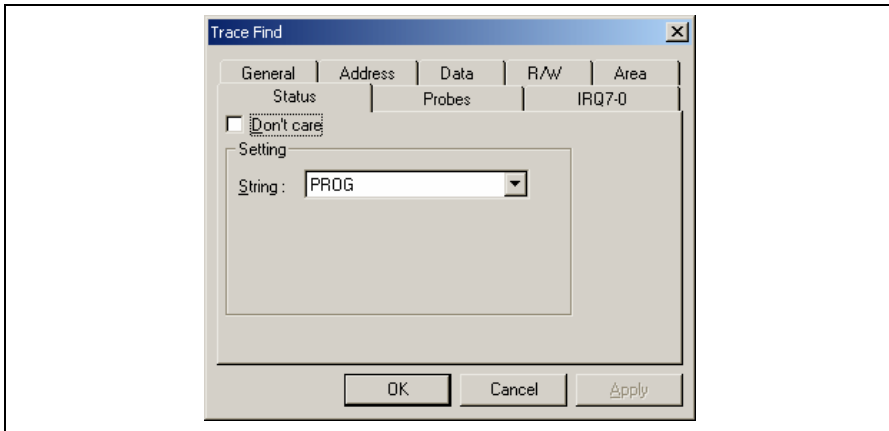 Trace Find
General Address Data R/W Area
Status Probes IRQ7-0
Don't care
Setting
String : PROG
OK Cancel Apply